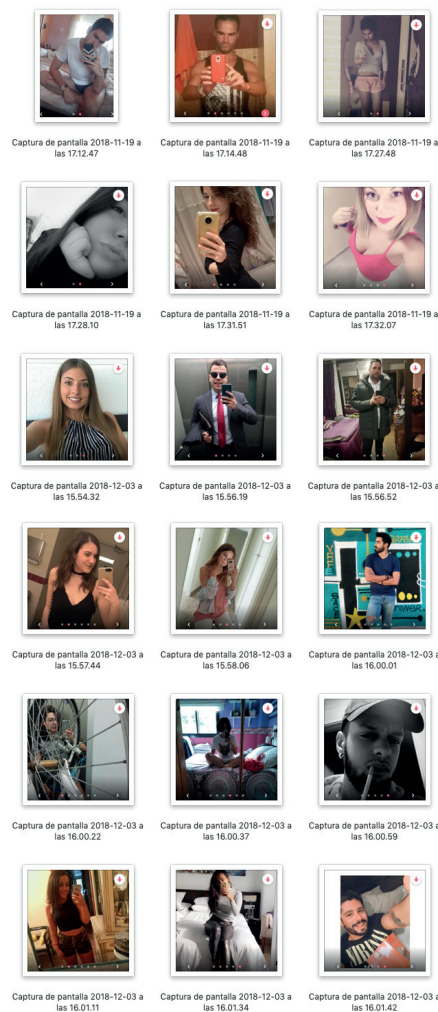 Captura de pantalla 2018-11-19 a
las 17.12.47
Captura de pantalla 2018-11-19 a
las 17.14.48
Captura de pantalla 2018-11-19 a
las 17.27.48
Captura de pantalla 2018-11-19 a
las 17.28.10
Captura de pantalla 2018-11-19 a
las 17.31.51
Captura de pantalla 2018-11-19 a
las 17.32.07
Captura de pantalla 2018-12-03 a
las 15.54.32
Captura de pantalla 2018-12-03 a
las 15.56.19
Captura de pantalla 2018-12-03 a
las 15.56.52
Captura de pantalla 2018-12-03 a
las 15.57.44
Captura de pantalla 2018-12-03 a
las 15.58.06
Captura de pantalla 2018-12-03 a
las 16.00.01
Captura de pantalla 2018-12-03 a
las 16.00.22
Captura de pantalla 2018-12-03 a
las 16.00.37
Captura de pantalla 2018-12-03 a
las 16.00.59
Captura de pantalla 2018-12-03 a
las 16.01.11
Captura de pantalla 2018-12-03 a
las 16.01.34
Captura de pantalla 2018-12-03 a
las 16.01.42